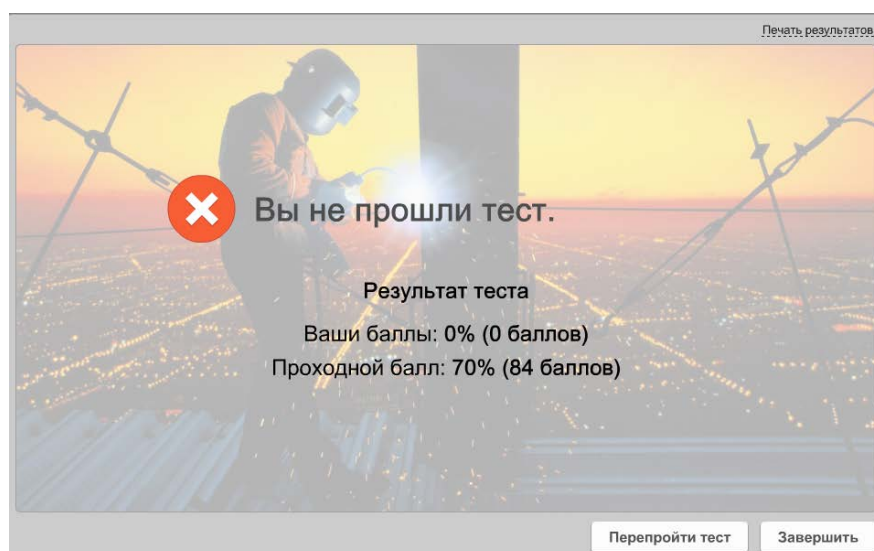 Печать результатов
Вы не прошли тест.
Результат теста
Ваши баллы: 0% (0 баллов)
Проходной балл: 70% (84 баллов)
Перепройти тест
Завершить